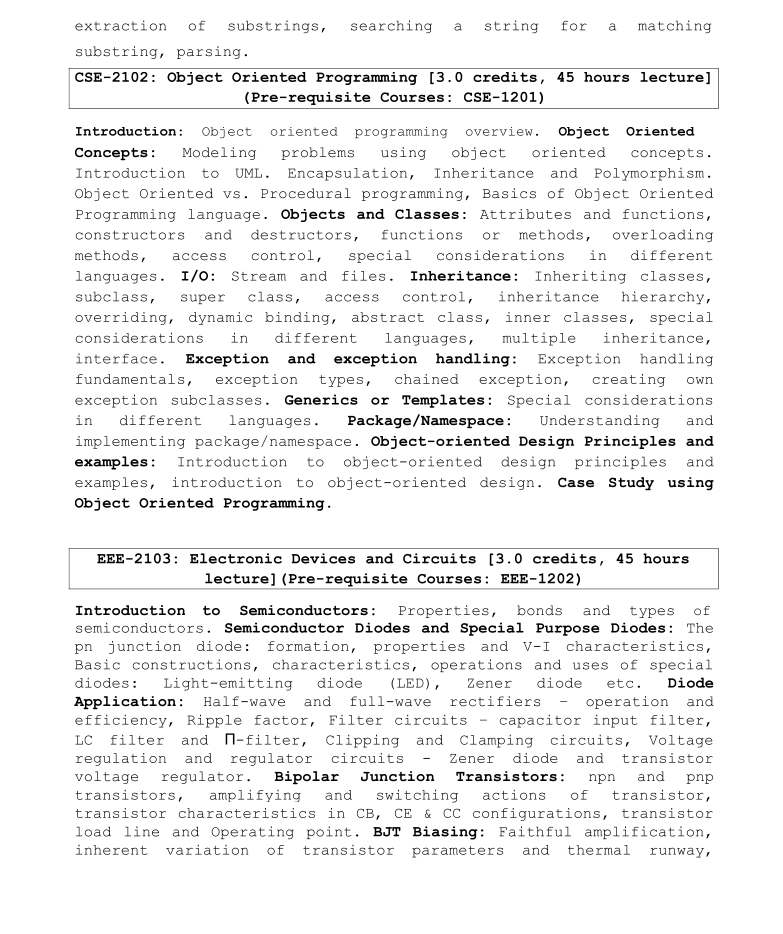 extraction of substrings, searching a string for a matching
substring, parsing.
CSE-2102: Object Oriented Programming [3.0 credits, 45 hours lecture]
(Pre-requisite Courses: CSE-1201)
Introduction: Object oriented programming overview. Object Oriented
Concepts: Modeling problems using object oriented concepts.
Introduction to UML. Encapsulation, Inheritance and Polymorphism.
Object Oriented vs. Procedural programming, Basics of Object Oriented
Programming language. Objects and Classes: Attributes and functions,
constructors and destructors, functions or methods, overloading
methods, access control, special considerations in different
languages. I/O: Stream and files. Inheritance: Inheriting classes,
subclass, super class, access control, inheritance hierarchy,
overriding, dynamic binding, abstract class, inner classes, special
considerations in different languages, multiple inheritance,
interface. Exception and exception handling: Exception handling
fundamentals, exception types, chained exception, creating own
exception subclasses. Generics or Templates: Special considerations
in different languages. Package/Namespace: Understanding and
implementing package/namespace. Object-oriented Design Principles and
examples: Introduction to object-oriented design principles and
examples, introduction to object-oriented design. Case Study using
Object Oriented Programming.
EEE-2103: Electronic Devices and Circuits [3.0 credits, 45 hours
lecture](Pre-requisite Courses: EEE-1202)
Introduction to Semiconductors: Properties, bonds and types of
semiconductors. Semiconductor Diodes and Special Purpose Diodes: The
pn junction diode: formation, properties and V-I characteristics,
Basic constructions, characteristics, operations and uses of special
diodes: Light-emitting diode (LED), Zener diode etc. Diode
Application: Half-wave and full-wave rectifiers – operation and
efficiency, Ripple factor, Filter circuits – capacitor input filter,
LC filter and Π-filter, Clipping and Clamping circuits, Voltage
regulation and regulator circuits - Zener diode and transistor
voltage regulator. Bipolar Junction Transistors: npn and pnp
transistors, amplifying and switching actions of transistor,
transistor characteristics in CB, CE & CC configurations, transistor
load line and Operating point. BJT Biasing: Faithful amplification,
inherent variation of transistor parameters and thermal runway,